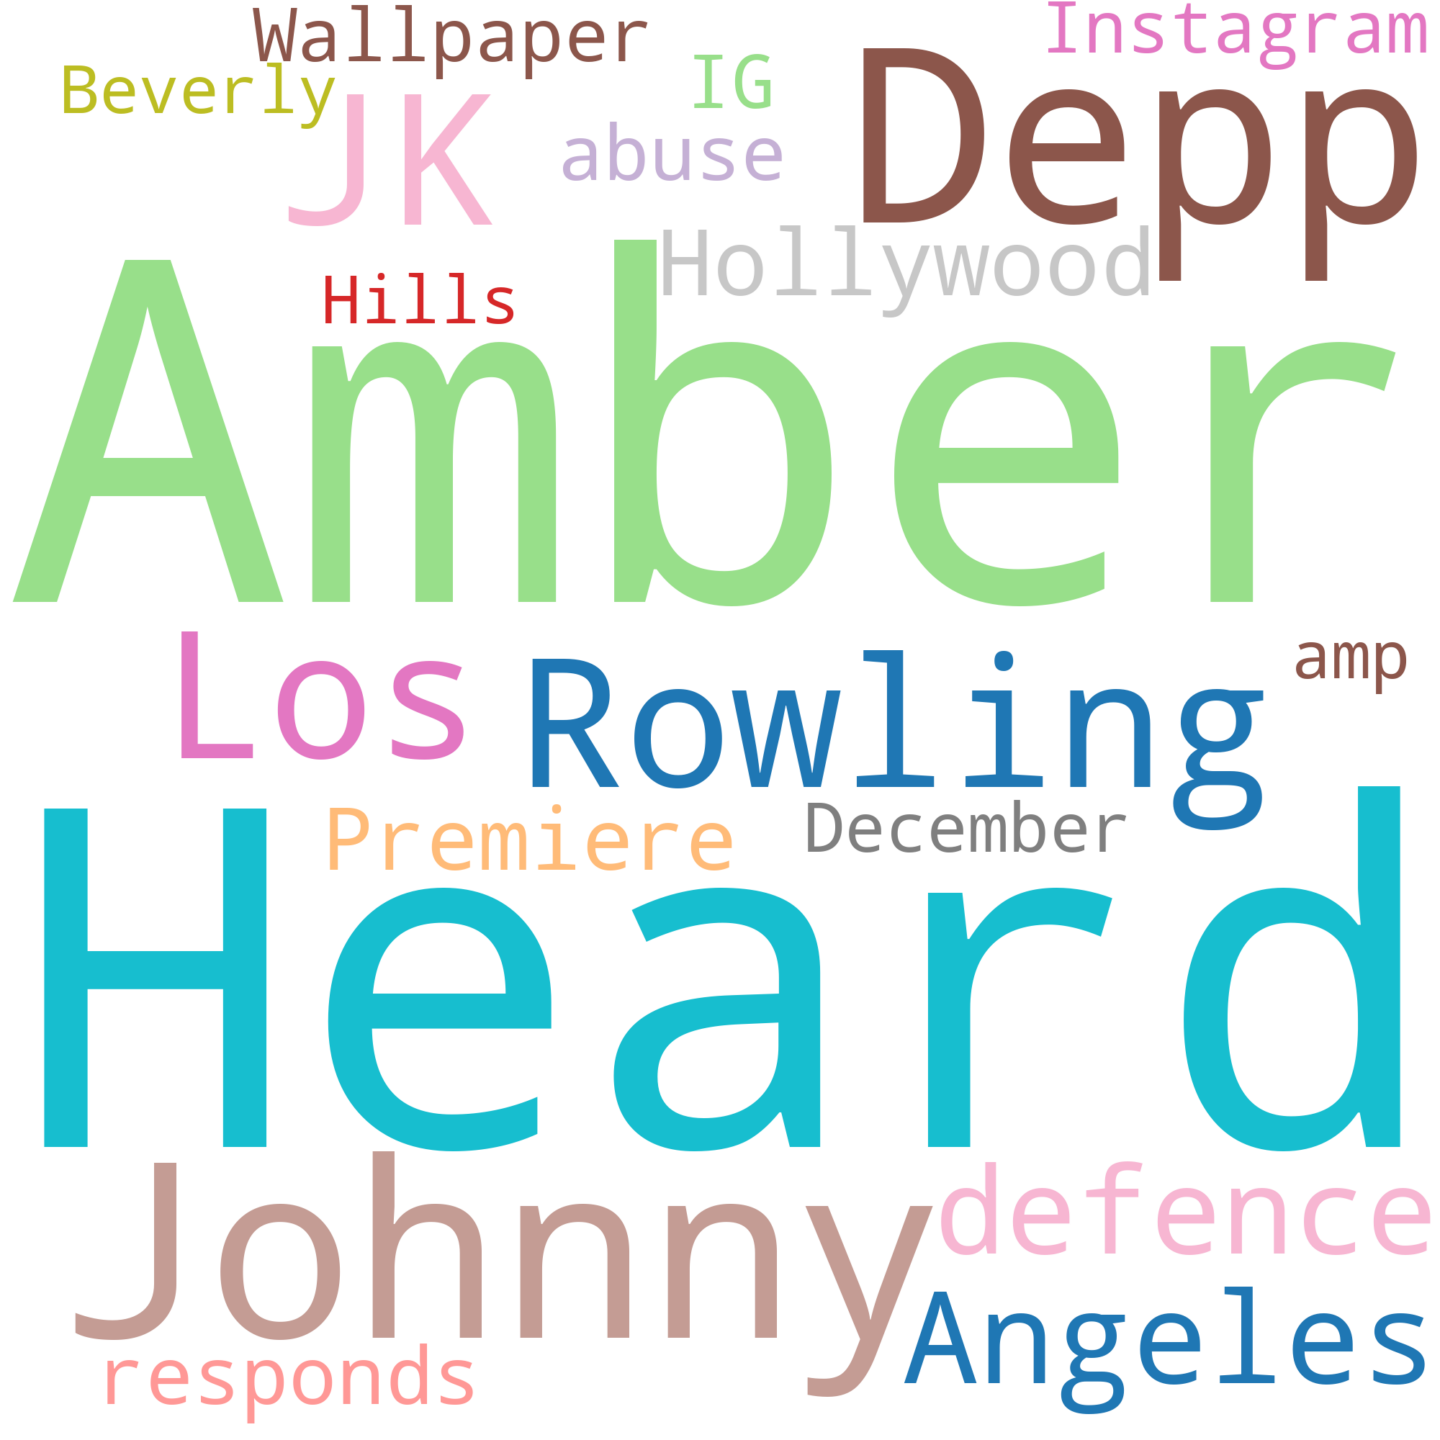 Wallpaper
Instagram
Beverly
IG
Depp
JK
abuse
Hollywood
Hills
Amber
Los
Rowling
amp
Premiere
December
Heard
Johnny
defence
Angeles
responds